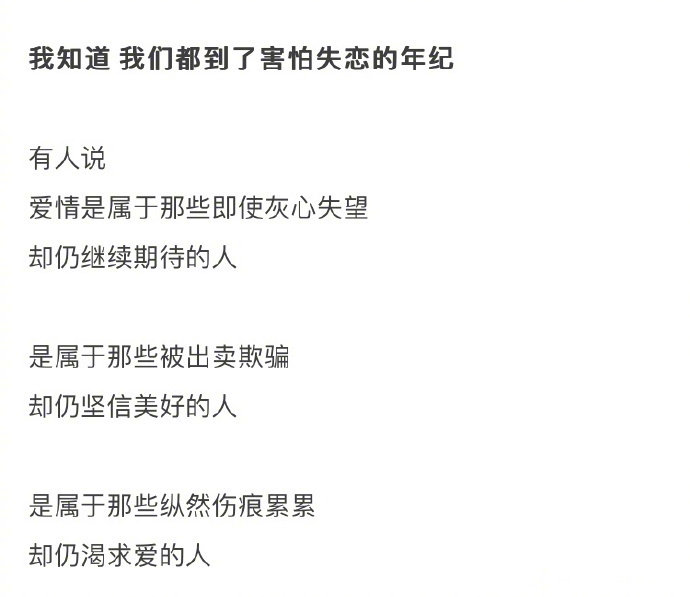 我知道 我们都到了害怕失恋的年纪
有人说
爱情是属于那些即使灰心失望
却仍继续期待的人
是属于那些被出卖欺骗
却仍坚信美好的人
是属于那些纵然伤痕累累
却仍渴求爱的人